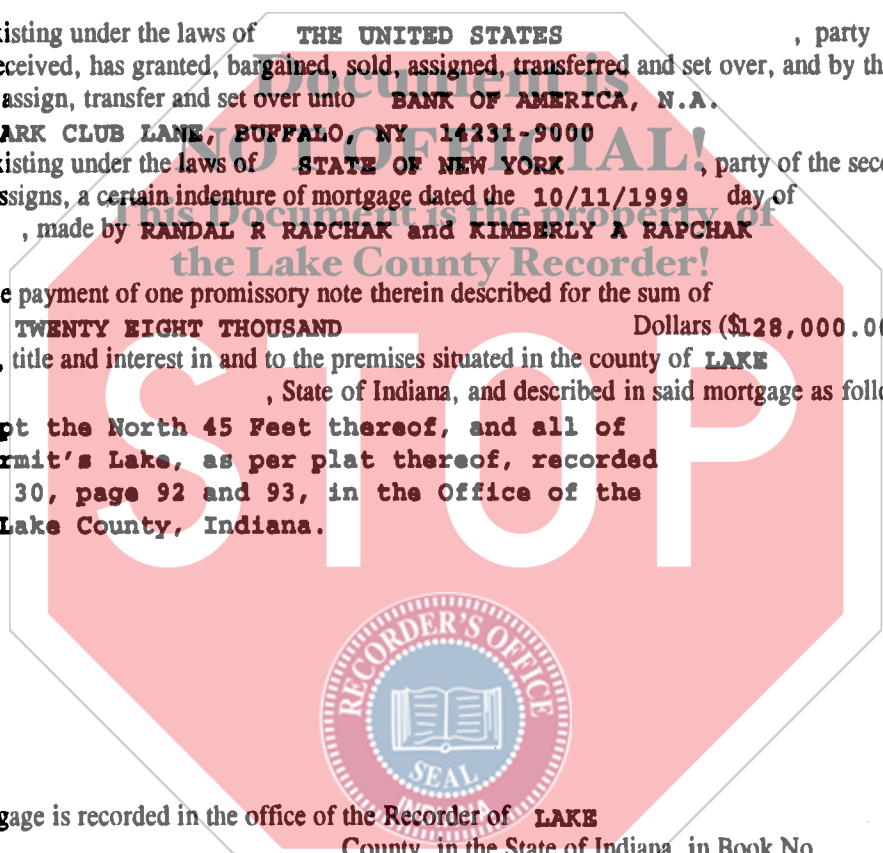 isting under the laws of THE UNITED STATES , party
eceived, has granted, bargained, sold, assigned, transferred and set over, and by th
Document is
assign, transfer and set over unto BANK OF AMERICA, N.A.
ARK CLUB LANE, BUFFALO, NY 14231-9000
NOT OFFICIAL!
isting under the laws of STATE OF NEW YORK , party of the seco
ssigns, a certain indenture of mortgage dated the 10/11/1999 day of
This Document is the property of
, made by RANDAL R RAPCHAK and KIMBERLY A RAPCHAK
the Lake County Recorder!
e payment of one promissory note therein described for the sum of
TWENTY EIGHT THOUSAND Dollars ($128,000.00
, title and interest in and to the premises situated in the county of LAKE
, State of Indiana, and described in said mortgage as follo
pt the North 45 Feet thereof, and all of
rmit's Lake, as per plat thereof, recorded
30, page 92 and 93, in the Office of the
Lake County, Indiana.
STOP
RECORDER'S OFFICE
SEAL
INDIANA
gage is recorded in the office of the Recorder of LAKE
County, in the State of Indiana, in Book No.